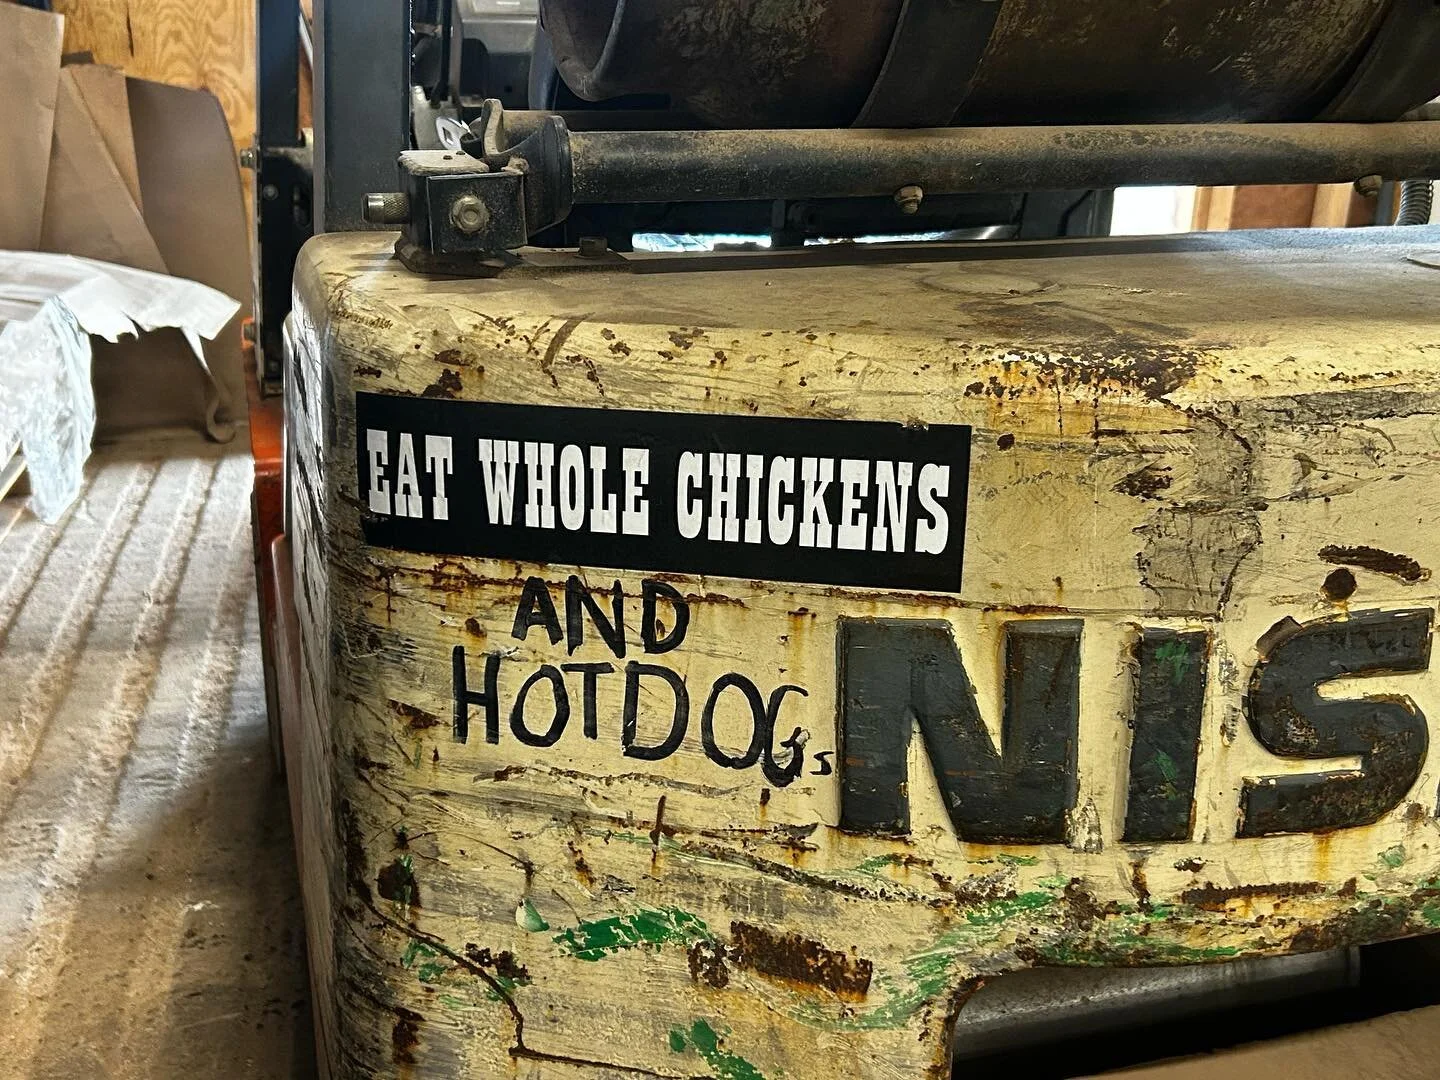 EAT WHOLE CHICKENS
AND
HOTDOGs
NIS